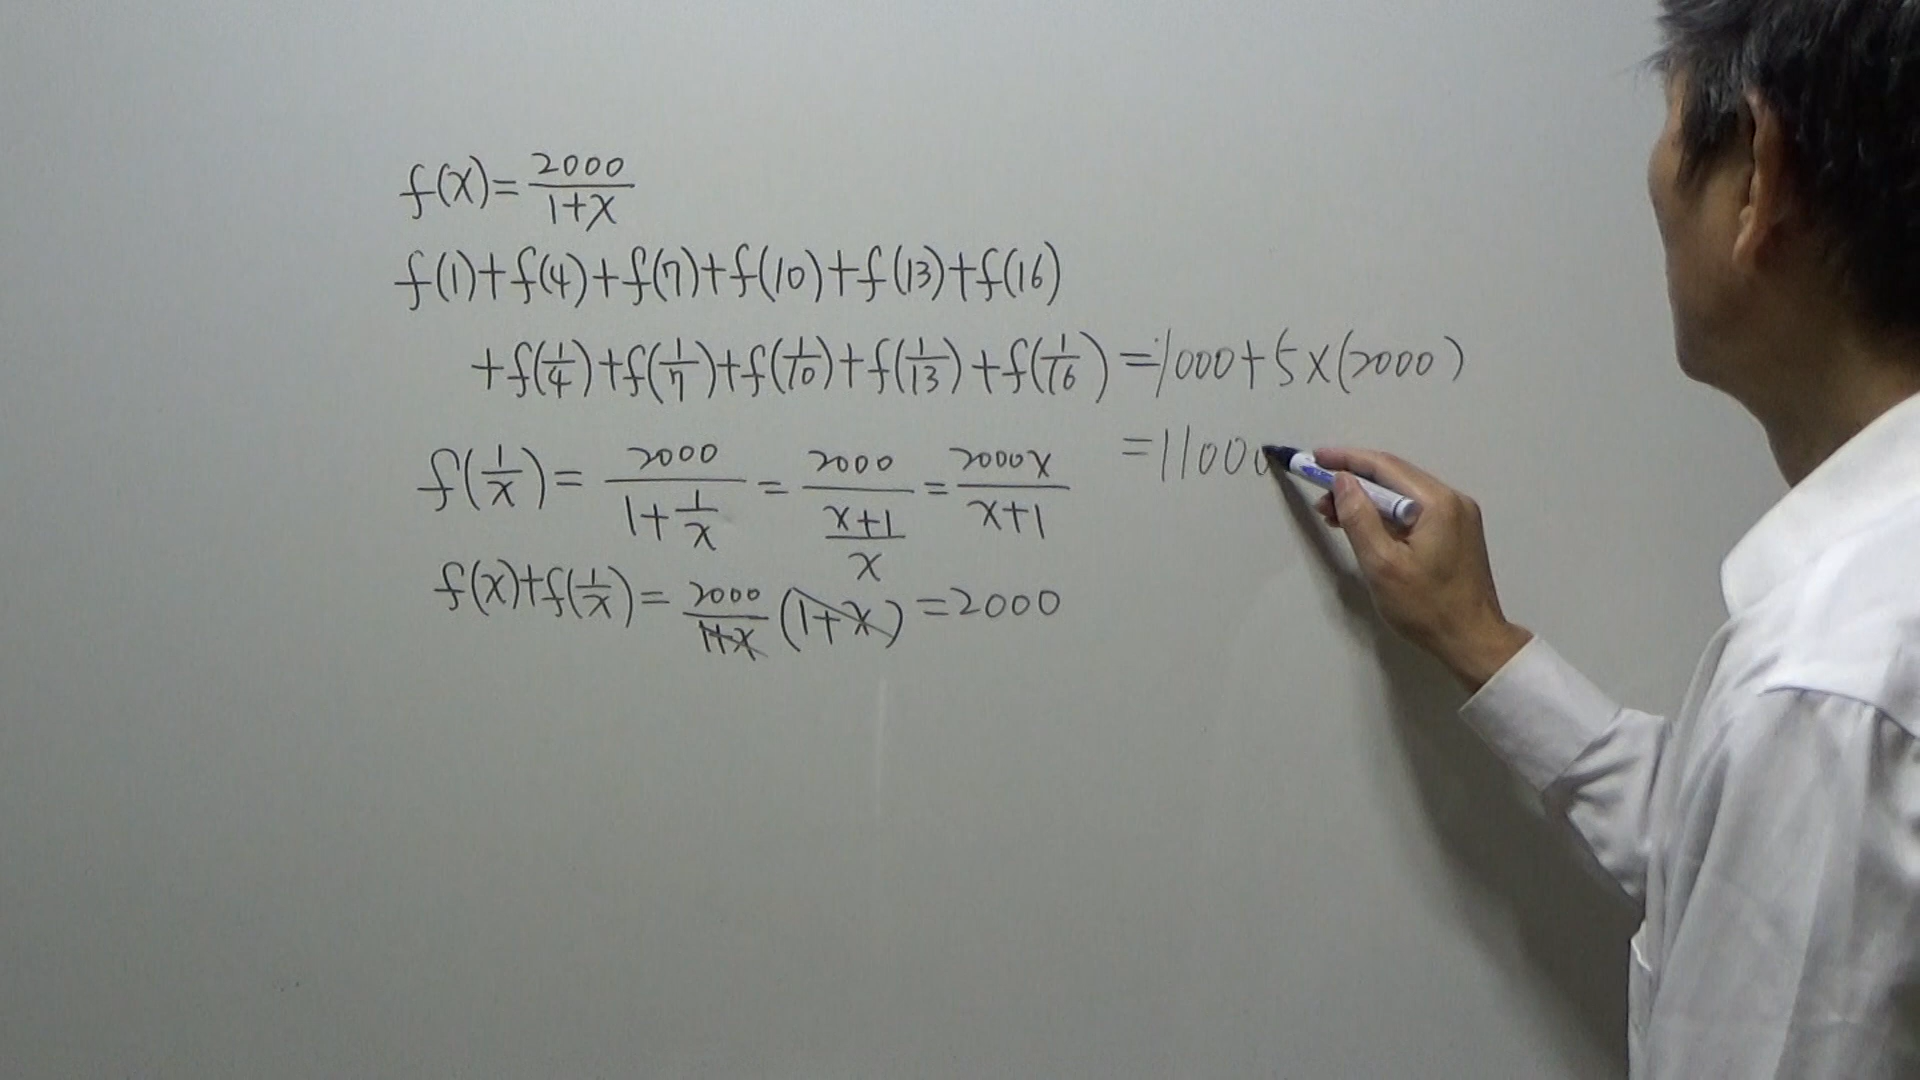 f(x)=2000/(1+x)
f(1)+f(4)+f(7)+f(10)+f(13)+f(16)
+f(1/4)+f(1/7)+f(1/10)+f(1/13)+f(1/16)=1000+5×(2000)
=11000
f(1/x)=2000/(1+1/x)=2000/((x+1)/x)=2000x/(x+1)
f(x)+f(1/x)=2000/(1+x)(1+x)=2000